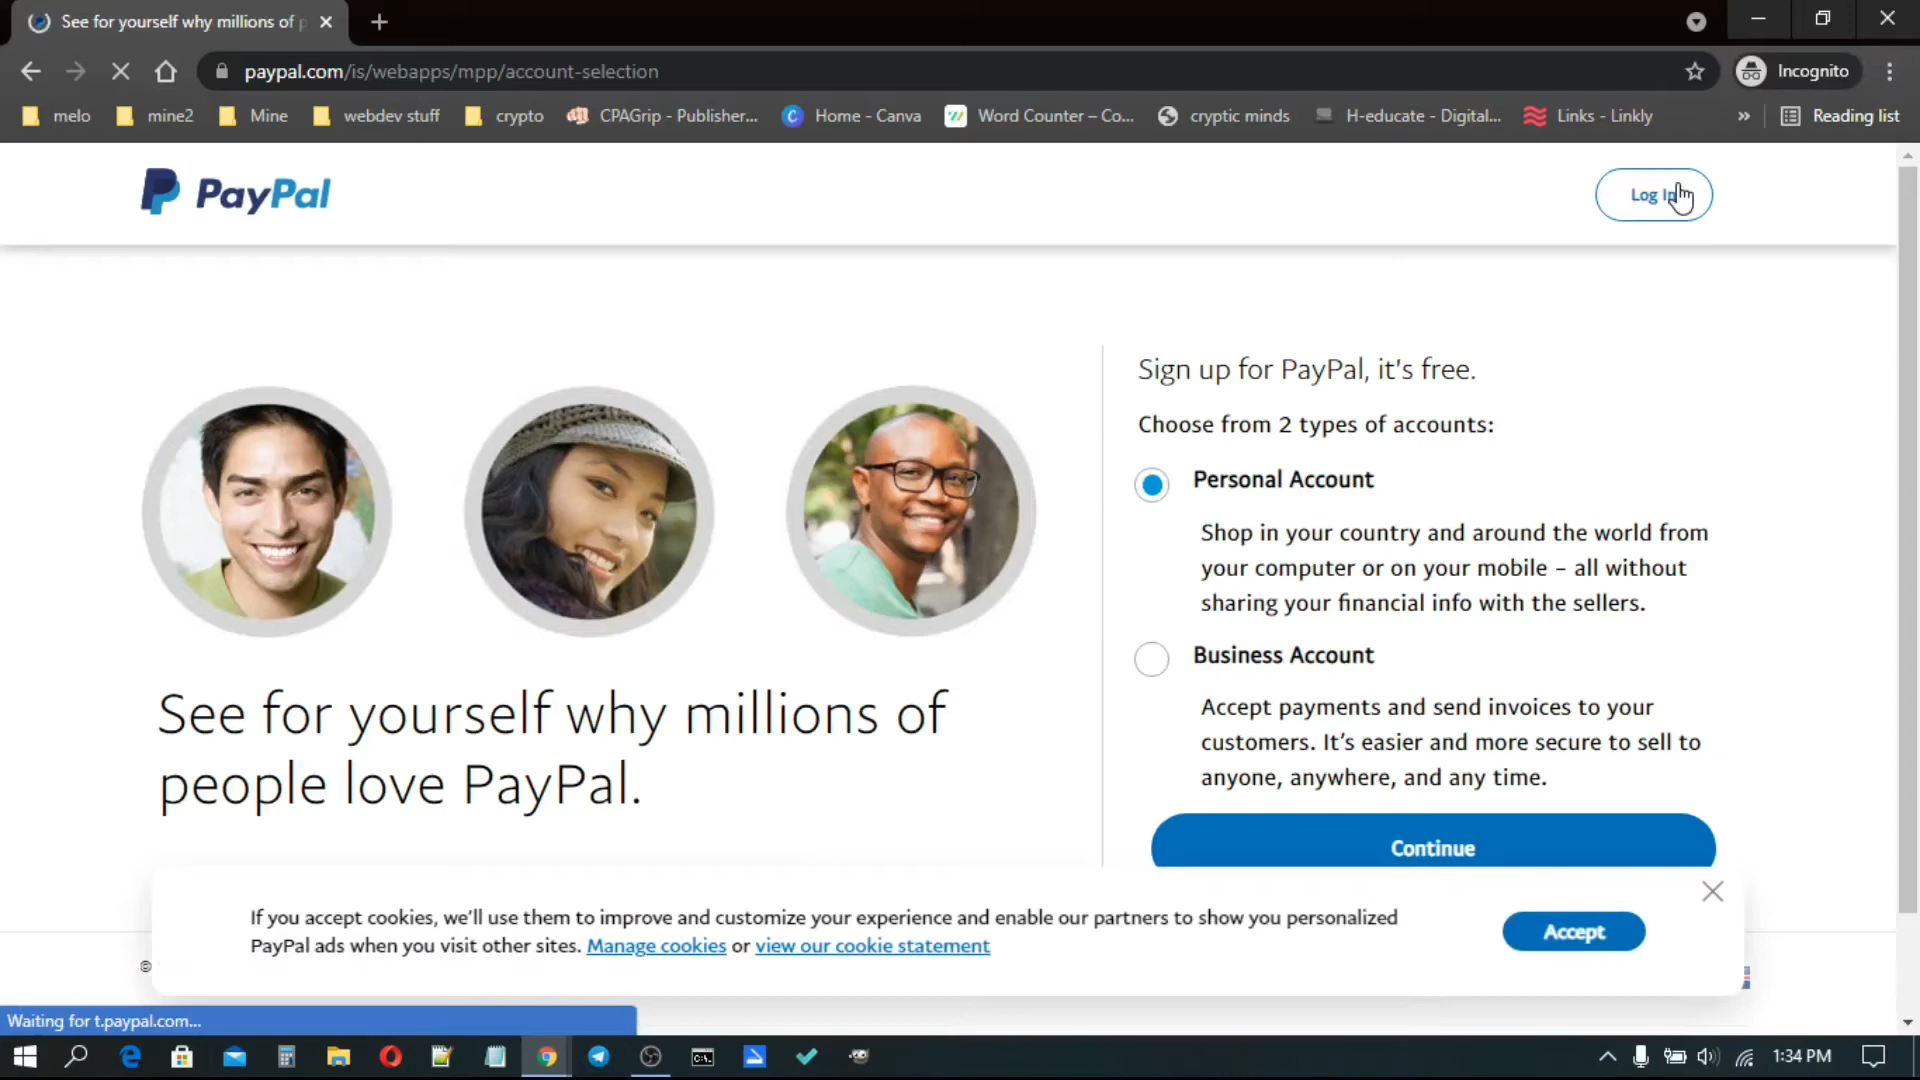 See for yourself why millions of p
paypal.com/is/webapps/mpp/account-selection
Incognito
melo
mine2
Mine
webdev stuff
crypto
CPAGrip - Publisher...
Home - Canva
Word Counter – Co...
cryptic minds
H-educate - Digital...
Links - Linkly
»
Reading list
PayPal
Log In
Sign up for PayPal, it's free.
Choose from 2 types of accounts:
Personal Account
Shop in your country and around the world from
your computer or on your mobile – all without
sharing your financial info with the sellers.
Business Account
Accept payments and send invoices to your
customers. It's easier and more secure to sell to
anyone, anywhere, and any time.
Continue
See for yourself why millions of
people love PayPal.
If you accept cookies, we'll use them to improve and customize your experience and enable our partners to show you personalized
PayPal ads when you visit other sites. Manage cookies or view our cookie statement
Accept
©
Waiting for t.paypal.com...
1:34 PM